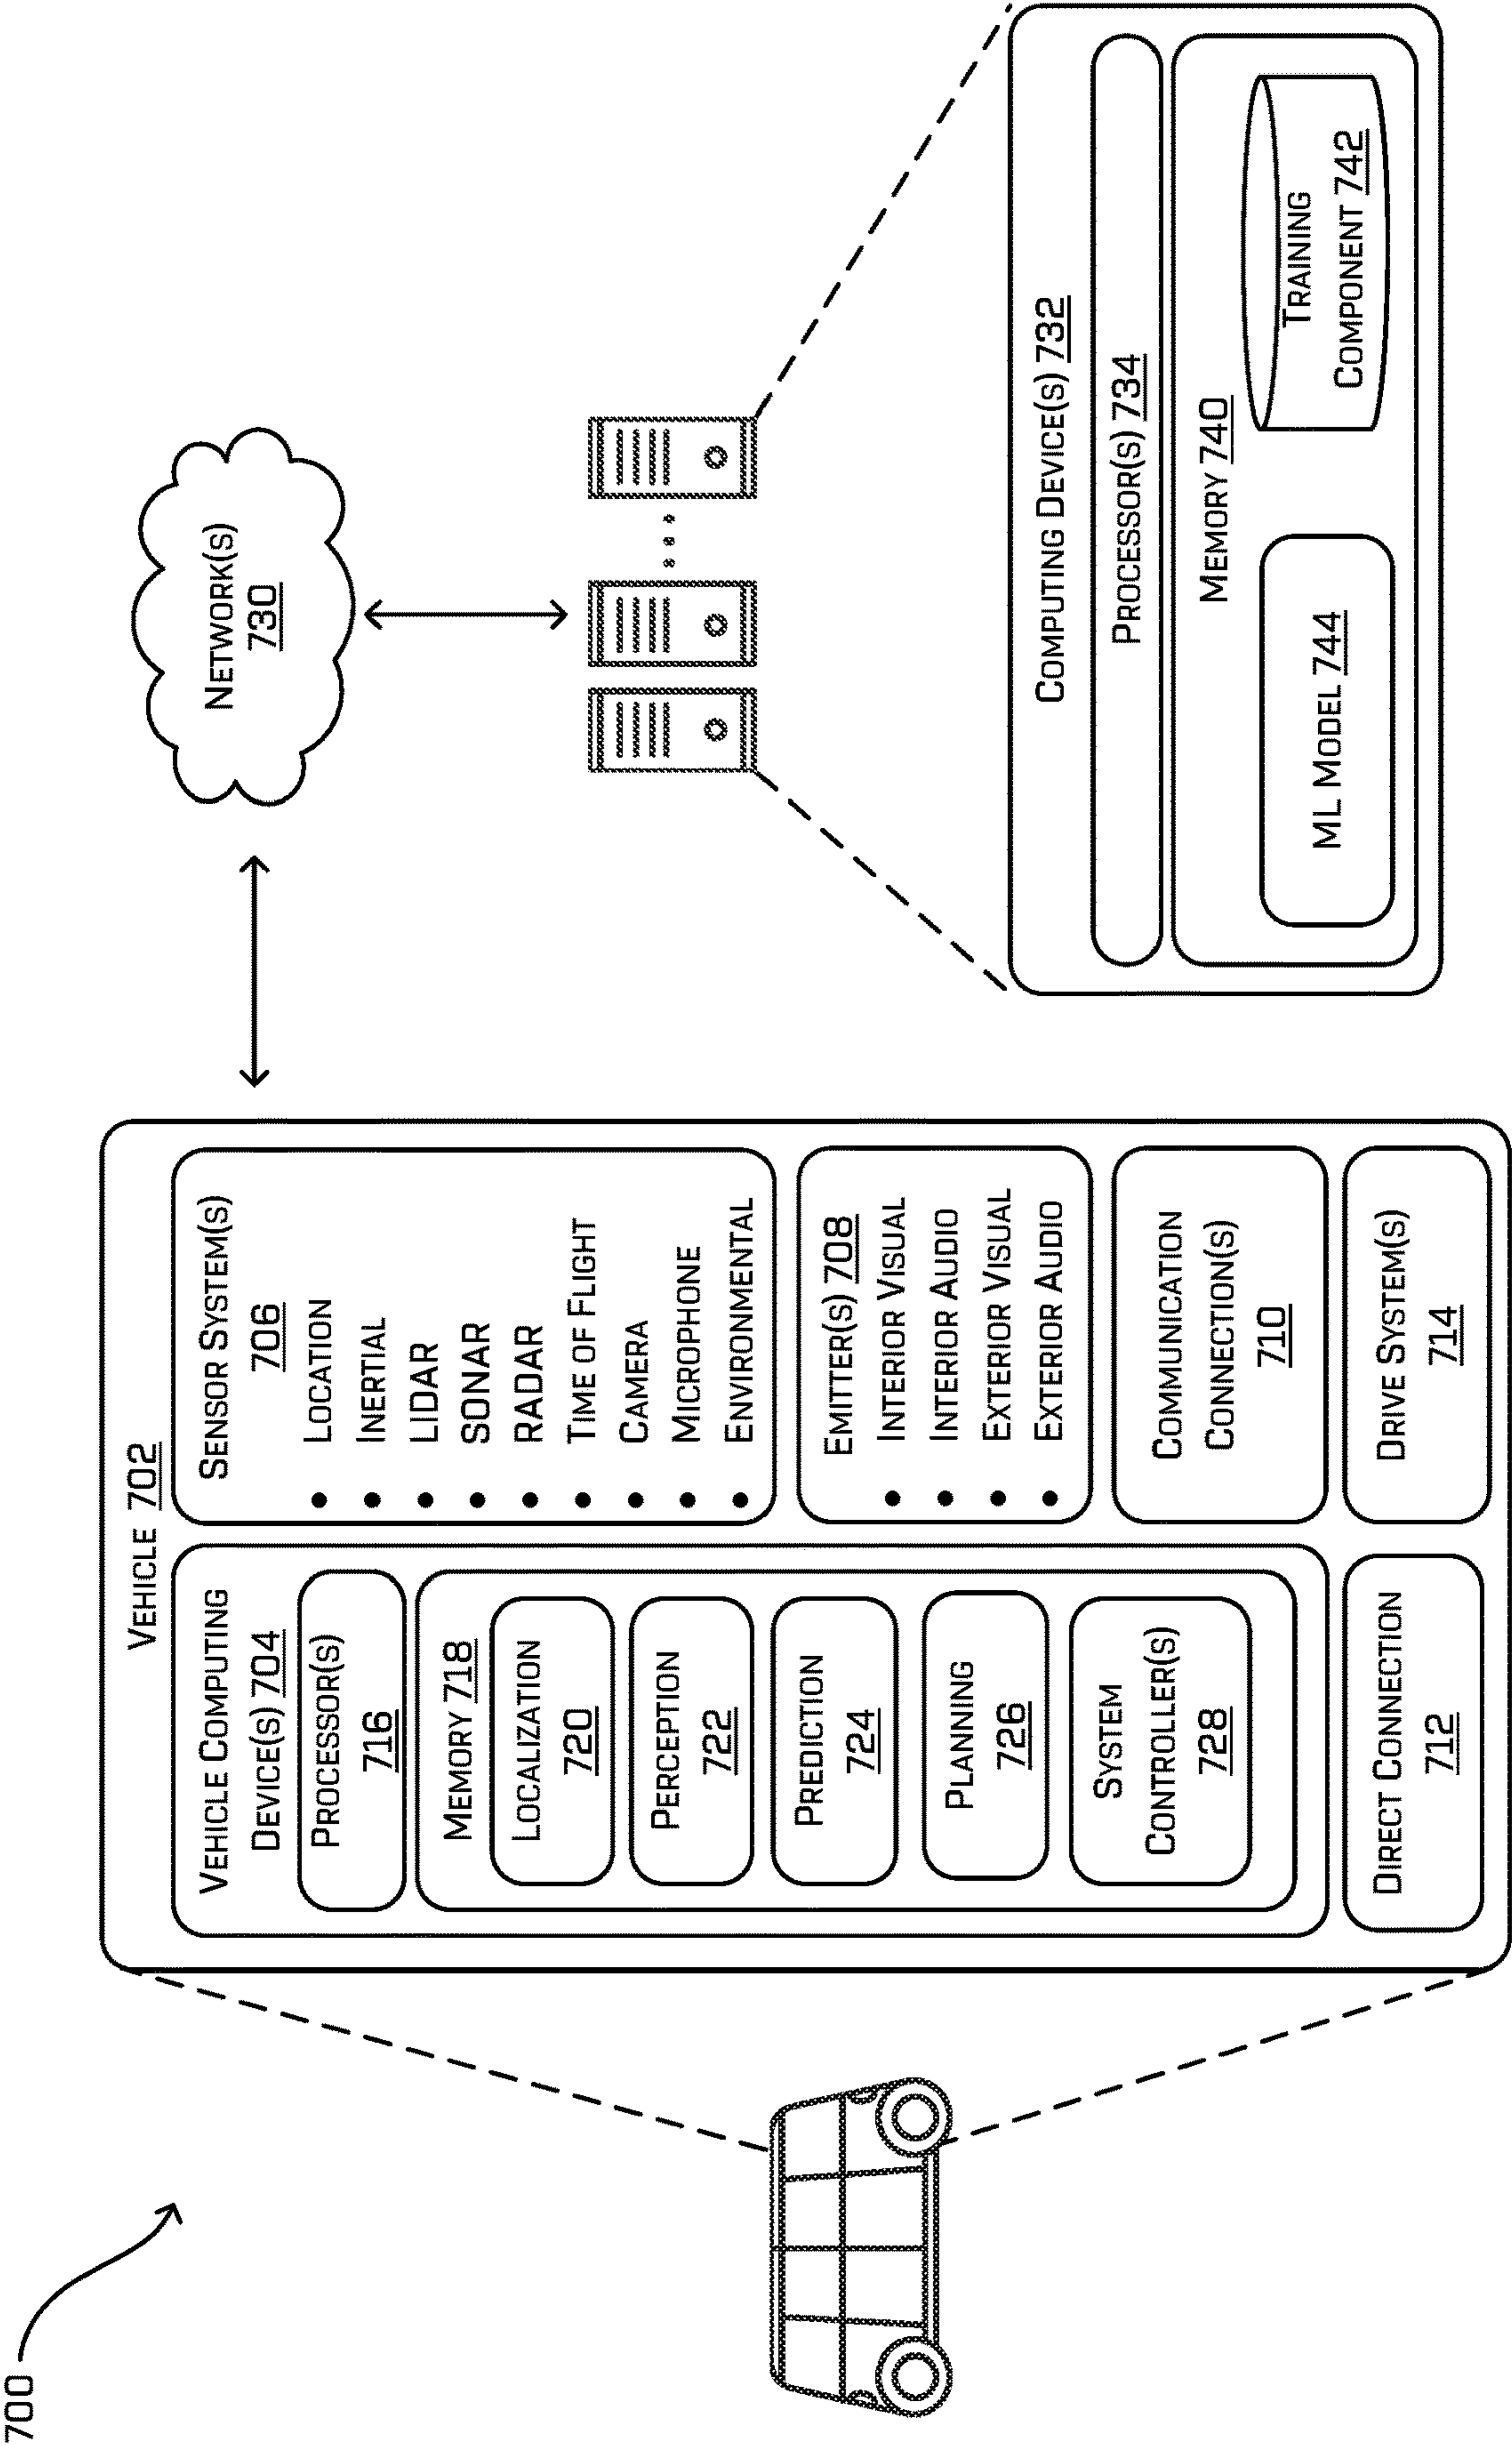 700
VEHICLE 702
VEHICLE COMPUTING
DEVICE(S) 704
PROCESSOR(S)
716
MEMORY 718
LOCALIZATION
720
PERCEPTION
722
PREDICTION
724
PLANNING
726
SYSTEM
CONTROLLER(S)
728
DIRECT CONNECTION
712
SENSOR SYSTEM(S)
706
• LOCATION
• INERTIAL
• LIDAR
• SONAR
• RADAR
• TIME OF FLIGHT
• CAMERA
• MICROPHONE
• ENVIRONMENTAL
EMITTER(S) 708
• INTERIOR VISUAL
• INTERIOR AUDIO
• EXTERIOR VISUAL
• EXTERIOR AUDIO
COMMUNICATION
CONNECTION(S)
710
DRIVE SYSTEM(S)
714
NETWORK(S)
730
COMPUTING DEVICE(S) 732
PROCESSOR(S) 734
MEMORY 740
ML MODEL 744
TRAINING
COMPONENT 742